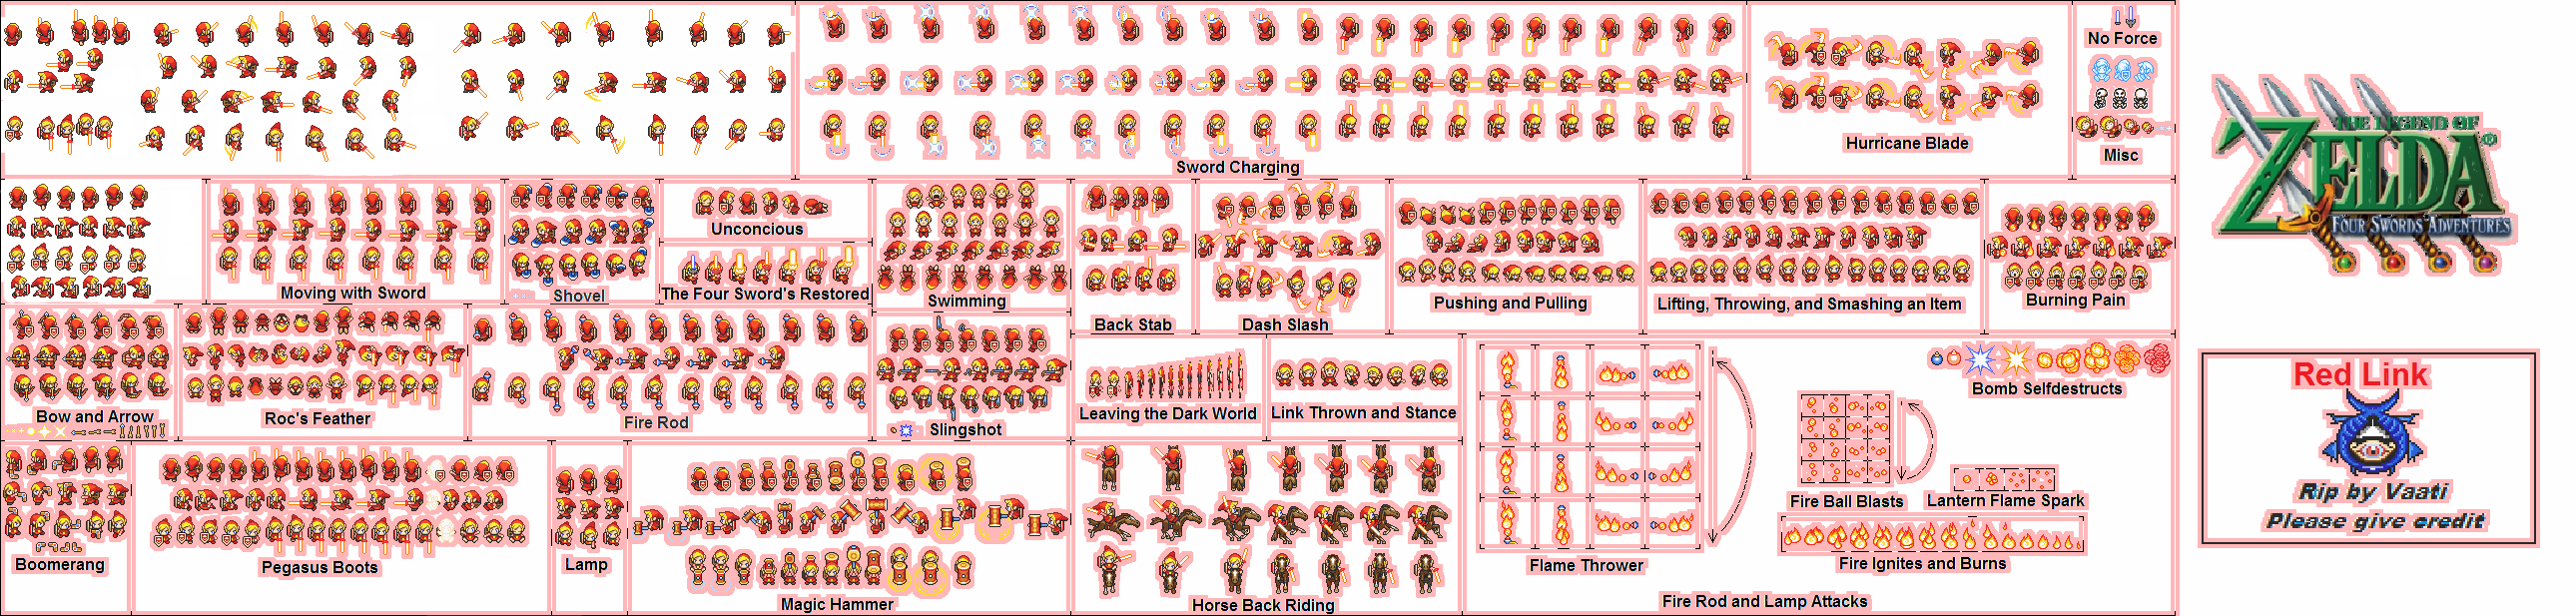 No Force
Misc
Sword Charging
Hurricane Blade
THE LEGEND OF
ZELDA®
FOUR SWORDS ADVENTURES
Moving with Sword
Shovel
Unconcious
The Four Sword's Restored
Swimming
Back Stab
Dash Slash
Pushing and Pulling
Lifting, Throwing, and Smashing an Item
Burning Pain
Bow and Arrow
Roc's Feather
Fire Rod
Slingshot
Leaving the Dark World
Link Thrown and Stance
Bomb Selfdestructs
Fire Ball Blasts
Lantern Flame Spark
Flame Thrower
Fire Ignites and Burns
Fire Rod and Lamp Attacks
Boomerang
Pegasus Boots
Lamp
Magic Hammer
Horse Back Riding
Red Link
Rip by Vaati
Please give credit